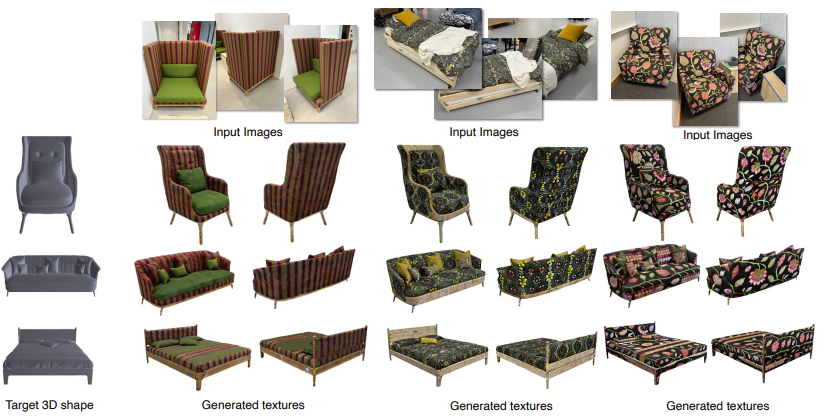 Input Images
Input Images
Input Images
Target 3D shape
Generated textures
Generated textures
Generated textures